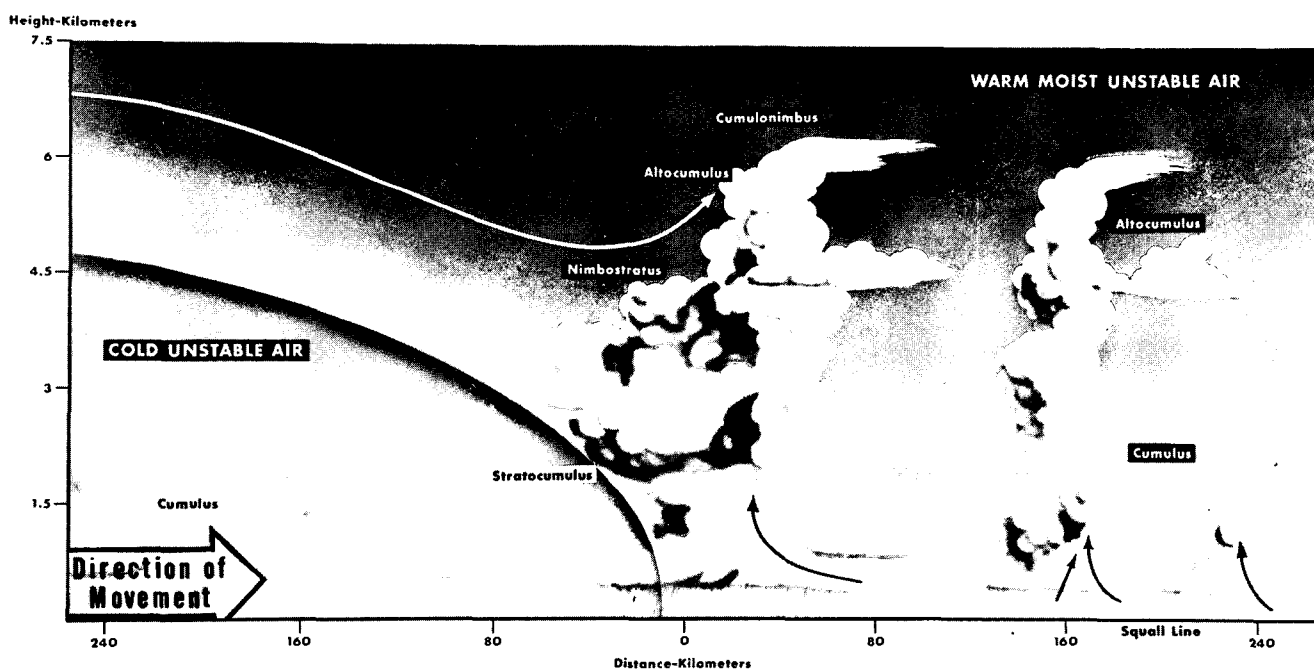 Height-Kilometers
7.5
WARM MOIST UNSTABLE AIR
Cumulonimbus
6
Altocumulus
Altocumulus
4.5
Nimbostratus
COLD UNSTABLE AIR
3
Cumulus
Stratocumulus
1.5
Cumulus
Direction of
Movement
240
160
80
0
80
160
Squall Line
240
Distance-Kilometers